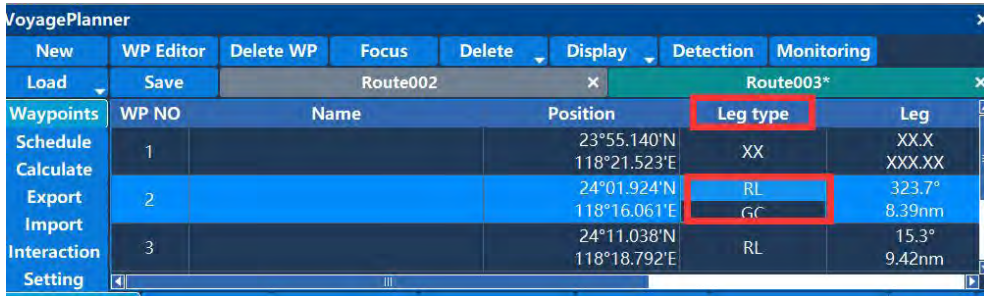 VoyagePlanner
New WP Editor Delete WP Focus Delete Display Detection Monitoring
Load Save Route002 × Route003* ×
Waypoints WP NO Name Position Leg type Leg
Schedule
Calculate
Export
Import
Interaction
Setting
1 23°55.140'N XX XX.X
118°21.523'E XXX.XX
2 24°01.924'N RL 323.7°
118°16.061'E GC 8.39nm
3 24°11.038'N RL 15.3°
118°18.792'E 9.42nm